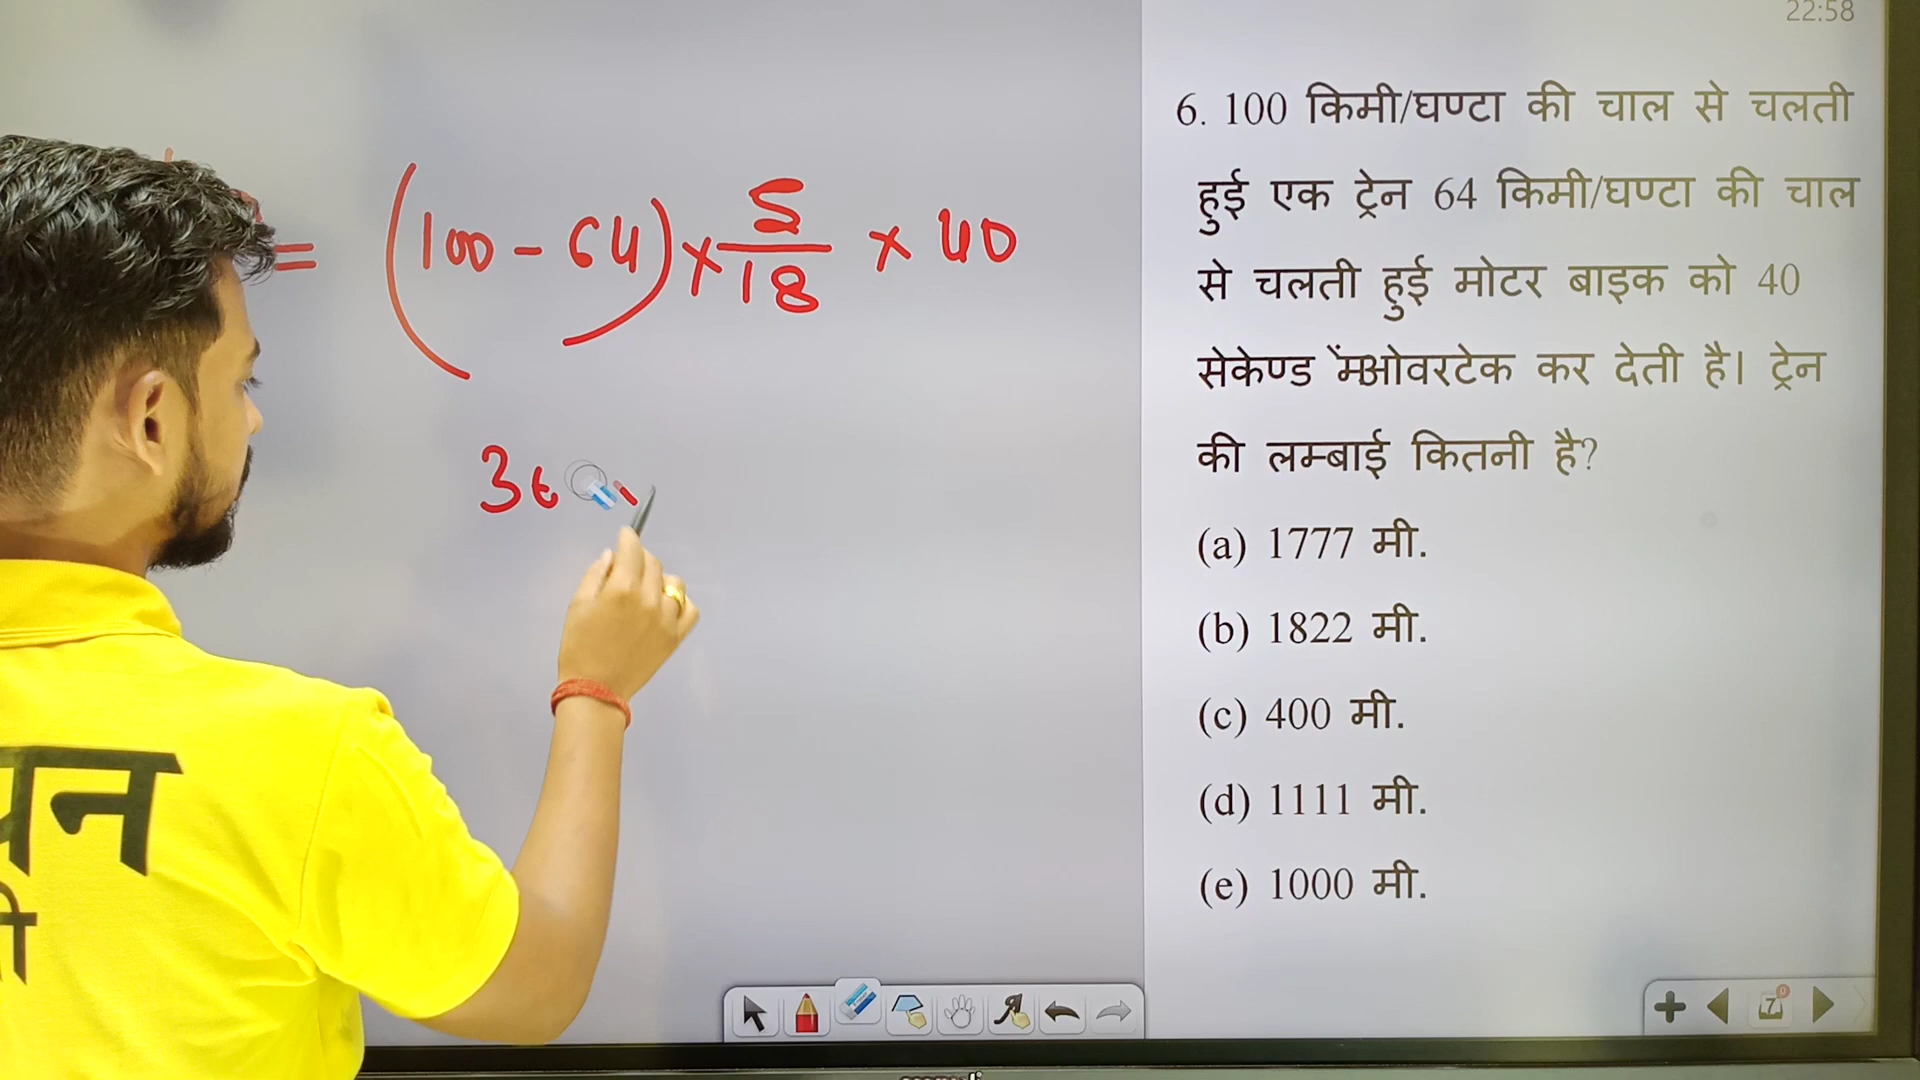 22:58
= (100 - 64) × 5/18 × 40
36
6. 100 किमी/घण्टा की चाल से चलती
हुई एक ट्रेन 64 किमी/घण्टा की चाल
से चलती हुई मोटर बाइक को 40
सेकेण्ड में ओवरटेक कर देती है। ट्रेन
की लम्बाई कितनी है?
(a) 1777 मी.
(b) 1822 मी.
(c) 400 मी.
(d) 1111 मी.
(e) 1000 मी.
7